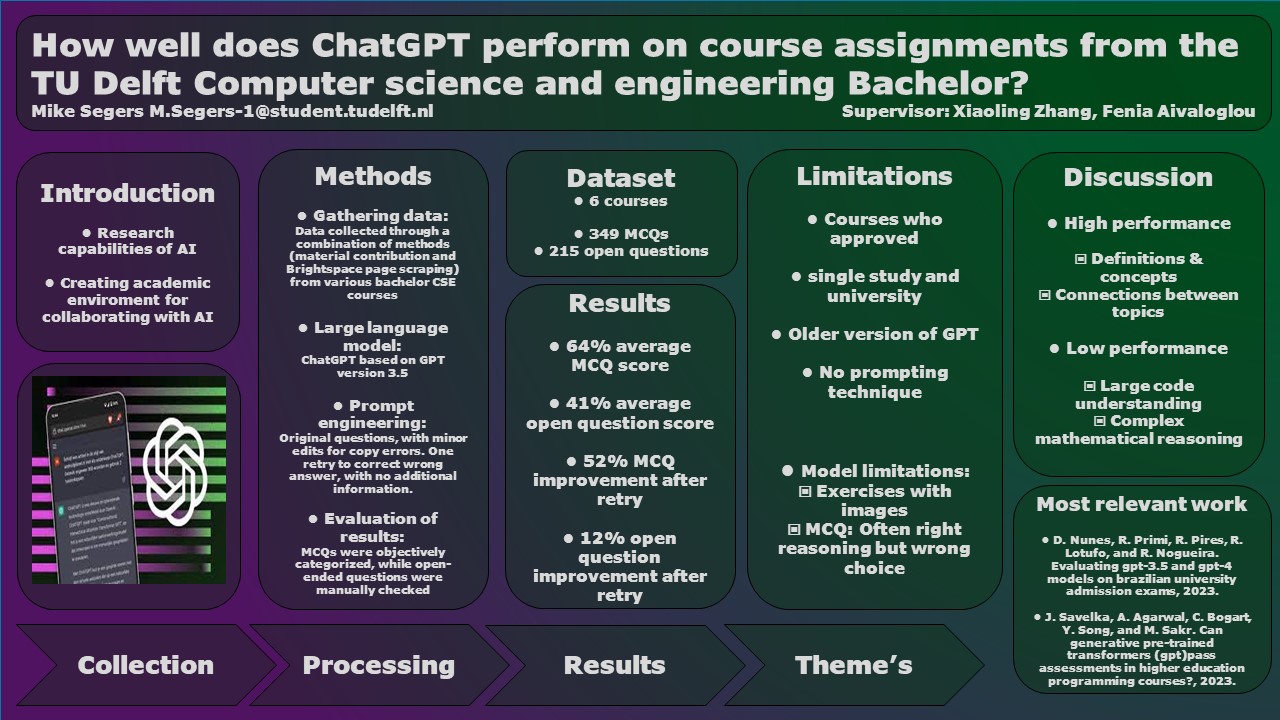 How well does ChatGPT perform on course assignments from the
TU Delft Computer science and engineering Bachelor?
Mike Segers M.Segers-1@student.tudelft.nl
Supervisor: Xiaoling Zhang, Fenia Aivaloglou
Introduction
● Research
capabilities of AI
● Creating academic
enviroment for
collaborating with AI
Methods
● Gathering data:
Data collected through a
combination of methods
(material contribution and
Brightspace page scraping)
from various bachelor CSE
courses
● Large language
model:
ChatGPT based on GPT
version 3.5
● Prompt
engineering:
Original questions, with minor
edits for copy errors. One
retry to correct wrong
answer, with no additional
information.
● Evaluation of
results:
MCQs were objectively
categorized, while open-
ended questions were
manually checked
Dataset
● 6 courses
● 349 MCQs
● 215 open questions
Results
● 64% average
MCQ score
● 41% average
open question score
● 52% MCQ
improvement after
retry
● 12% open
question
improvement after
retry
Limitations
● Courses who
approved
● single study and
university
● Older version of GPT
● No prompting
technique
● Model limitations:
▣ Exercises with
images
▣ MCQ: Often right
reasoning but wrong
choice
Discussion
● High performance
▣ Definitions &
concepts
▣ Connections between
topics
● Low performance
▣ Large code
understanding
▣ Complex
mathematical reasoning
Most relevant work
● D. Nunes, R. Primi, R. Pires, R.
Lotufo, and R. Nogueira.
Evaluating gpt-3.5 and gpt-4
models on brazilian university
admission exams, 2023.
● J. Savelka, A. Agarwal, C. Bogart,
Y. Song, and M. Sakr. Can
generative pre-trained
transformers (gpt)pass
assessments in higher education
programming courses?, 2023.
Collection
Processing
Results
Theme’s